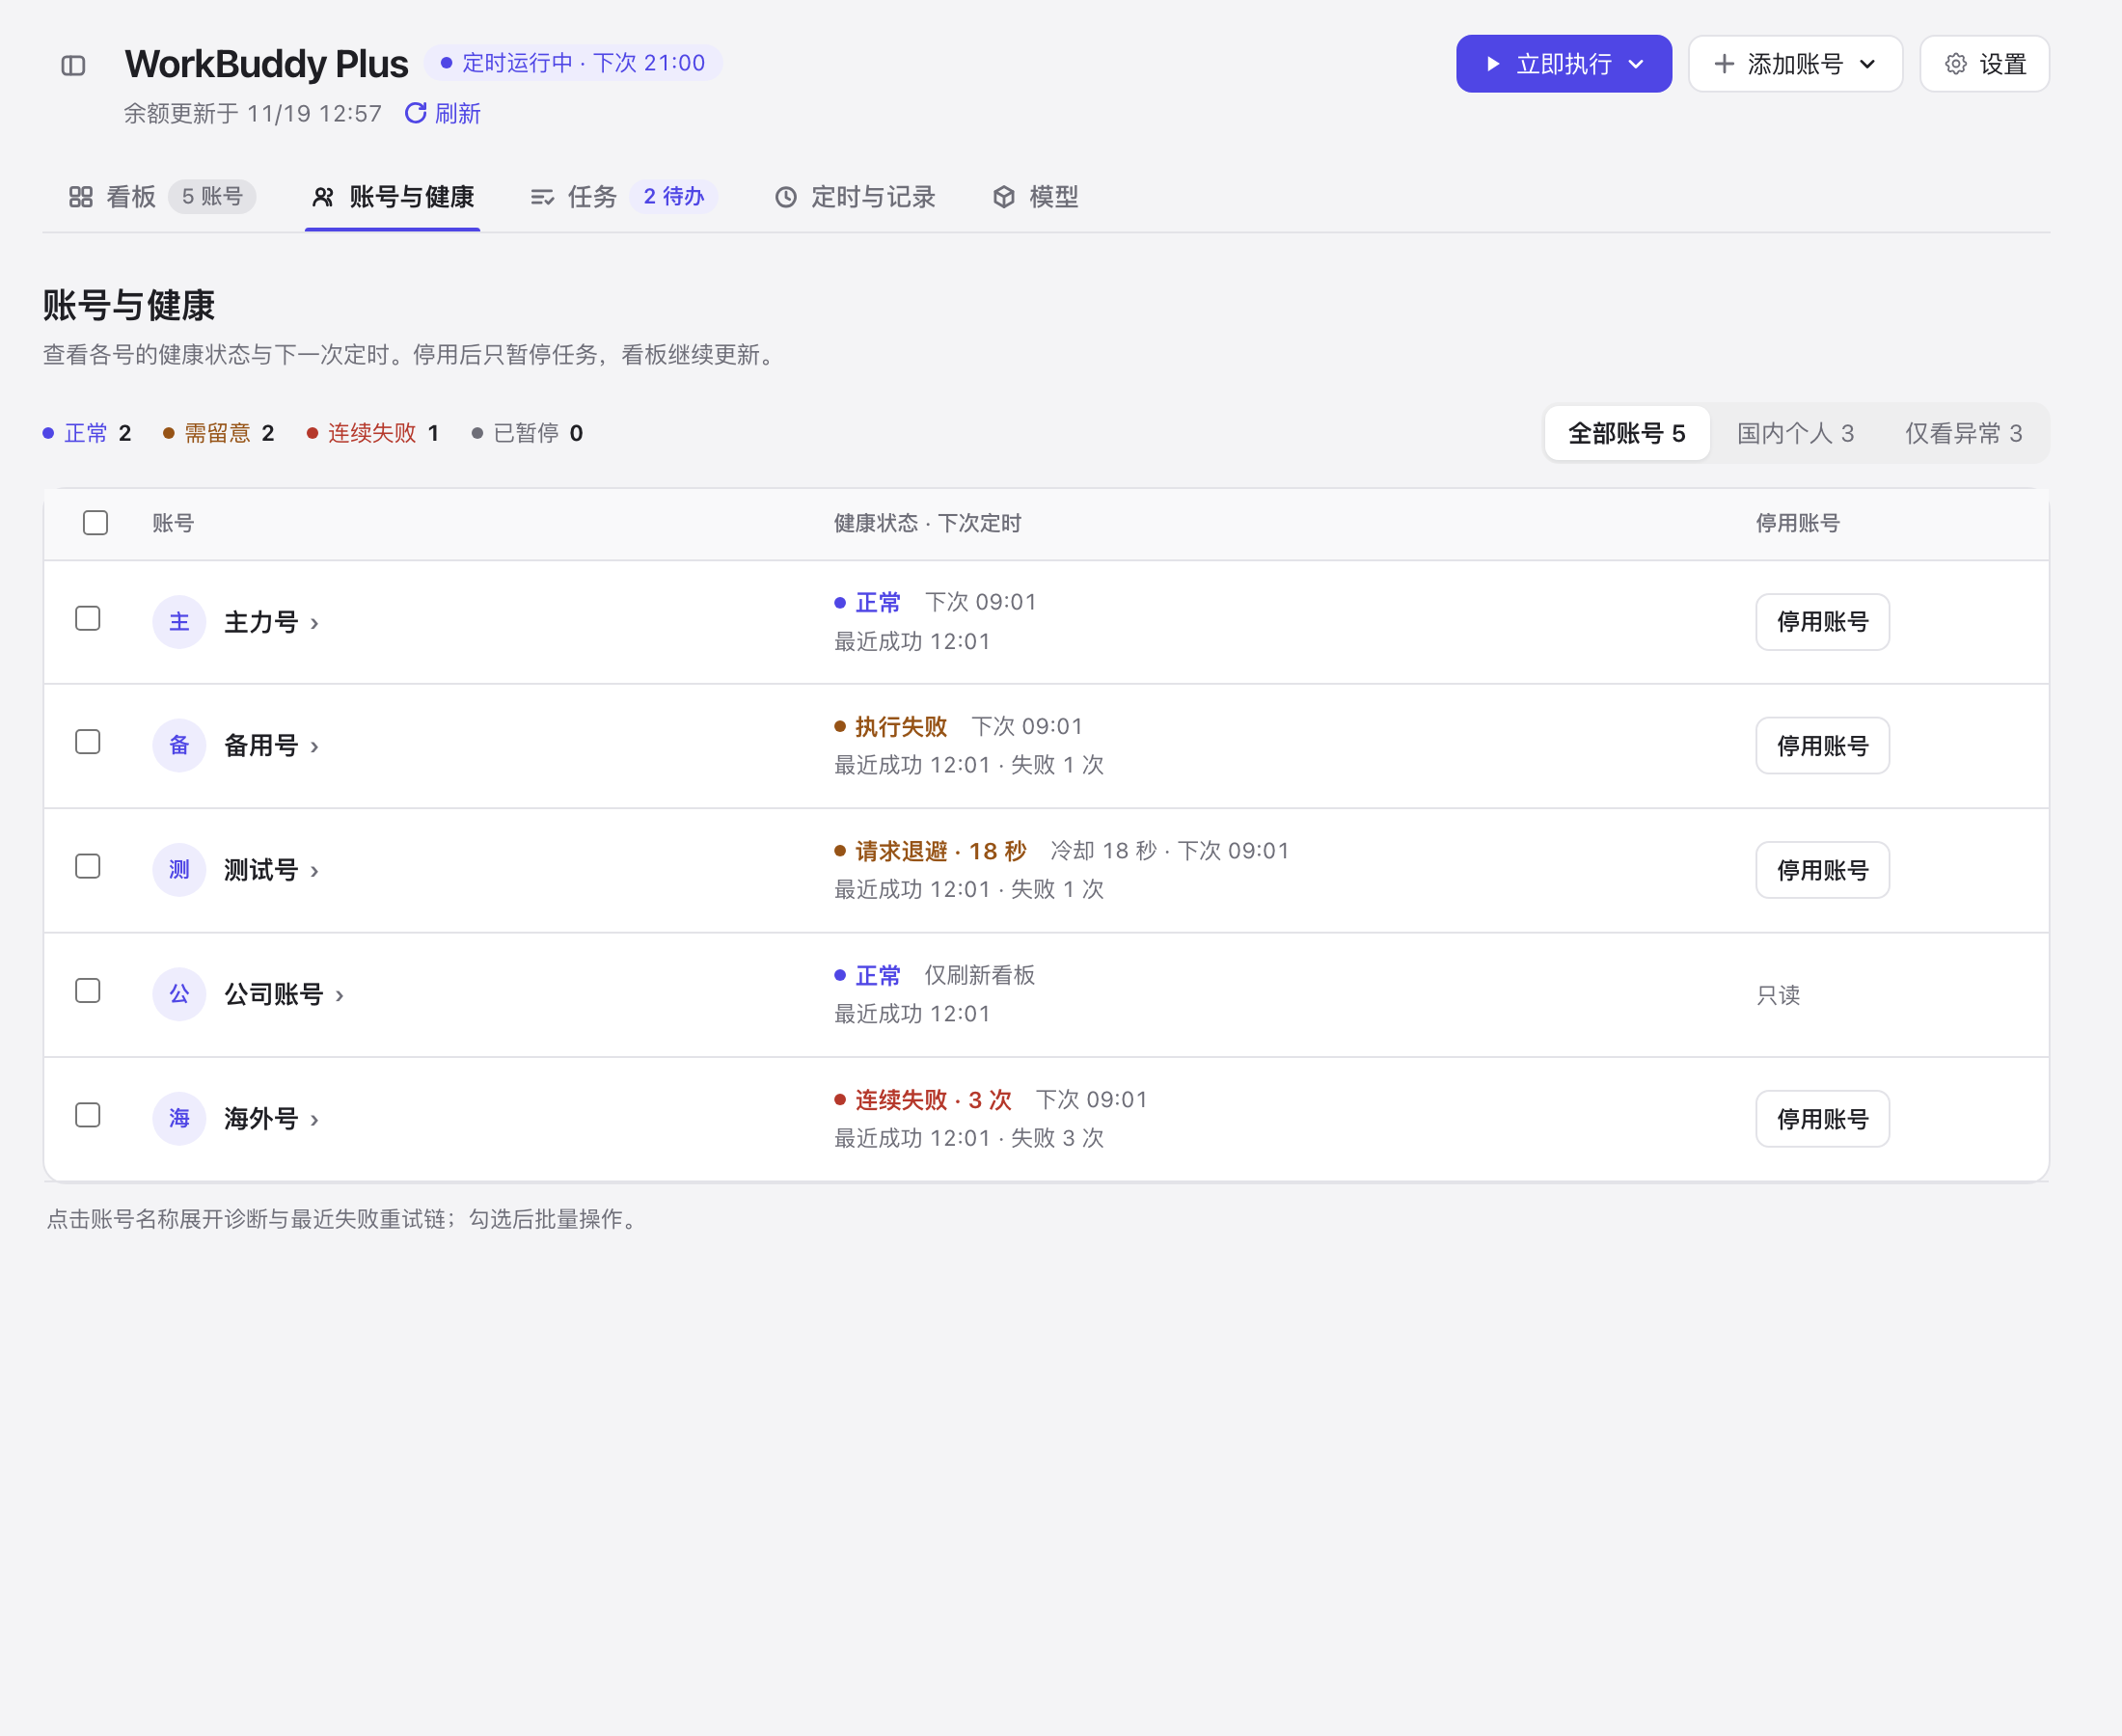 WorkBuddy Plus 定时运行中 · 下次 21:00
立即执行 添加账号 设置
余额更新于 11/19 12:57 刷新
看板 5 账号 账号与健康 任务 2 待办 定时与记录 模型
账号与健康
查看各号的健康状态与下一次定时。停用后只暂停任务，看板继续更新。
正常 2 需留意 2 连续失败 1 已暂停 0
全部账号 5 国内个人 3 仅看异常 3
账号 健康状态 · 下次定时 停用账号
主 主力号 › 正常 下次 09:01 停用账号
最近成功 12:01
备 备用号 › 执行失败 下次 09:01 停用账号
最近成功 12:01 · 失败 1 次
测 测试号 › 请求退避 · 18 秒 冷却 18 秒 · 下次 09:01 停用账号
最近成功 12:01 · 失败 1 次
公 公司账号 › 正常 仅刷新看板 只读
最近成功 12:01
海 海外号 › 连续失败 · 3 次 下次 09:01 停用账号
最近成功 12:01 · 失败 3 次
点击账号名称展开诊断与最近失败重试链；勾选后批量操作。